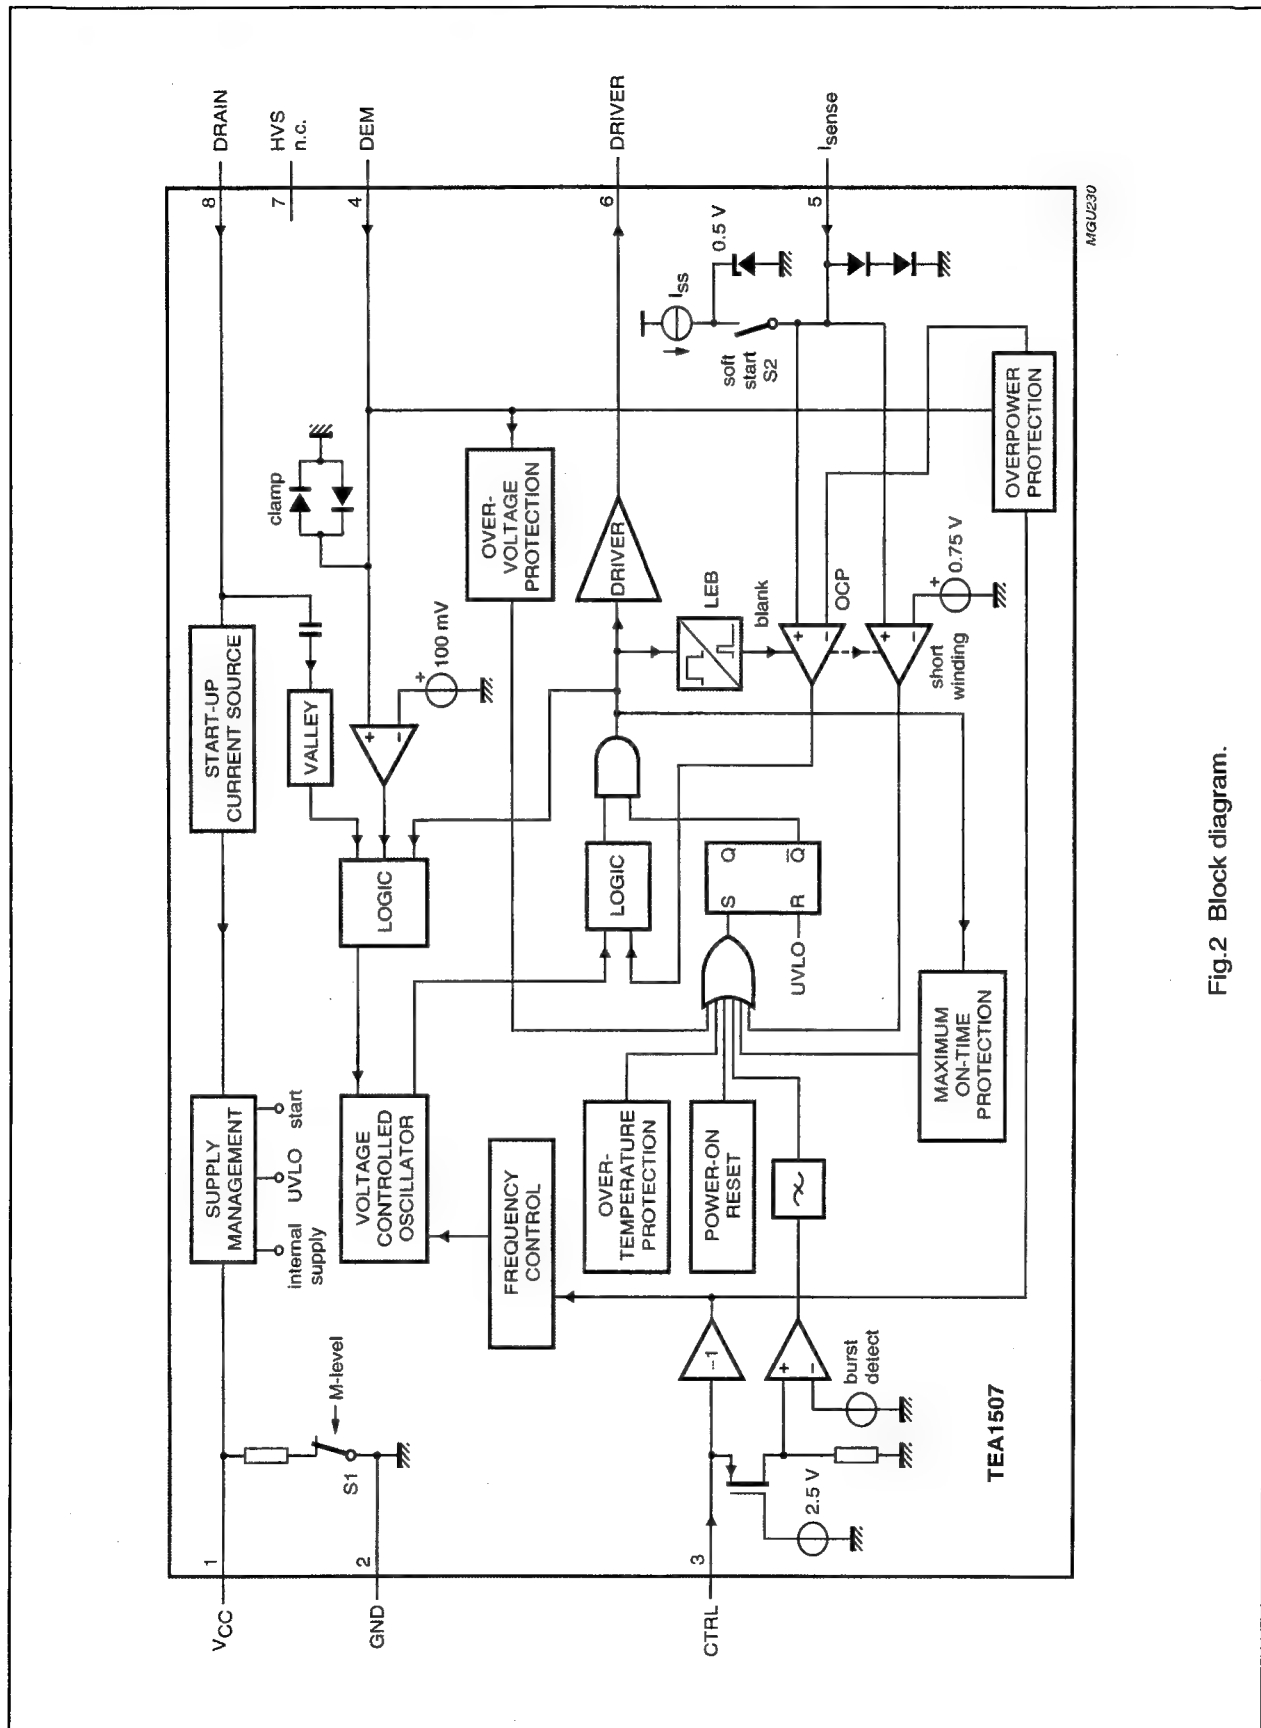 VCC
1
GND
2
CTRL
3
S1
M-level
SUPPLY
MANAGEMENT
internal
supply
UVLO
start
START-UP
CURRENT SOURCE
VALLEY
clamp
8
DRAIN
7
HVS
n.c.
4
DEM
VOLTAGE
CONTROLLED
OSCILLATOR
LOGIC
+
−
+
100 mV
FREQUENCY
CONTROL
OVER-
VOLTAGE
PROTECTION
OVER-
TEMPERATURE
PROTECTION
LOGIC
DRIVER
6
DRIVER
POWER-ON
RESET
S
Q
R
Q
UVLO
LEB
blank
soft
start
S2
Iss
0.5 V
−1
2.5 V
+
−
burst
detect
+
−
OCP
5
Isense
short
winding
+
−
+
0.75 V
MAXIMUM
ON-TIME
PROTECTION
OVERPOWER
PROTECTION
TEA1507
MGU230
Fig.2 Block diagram.